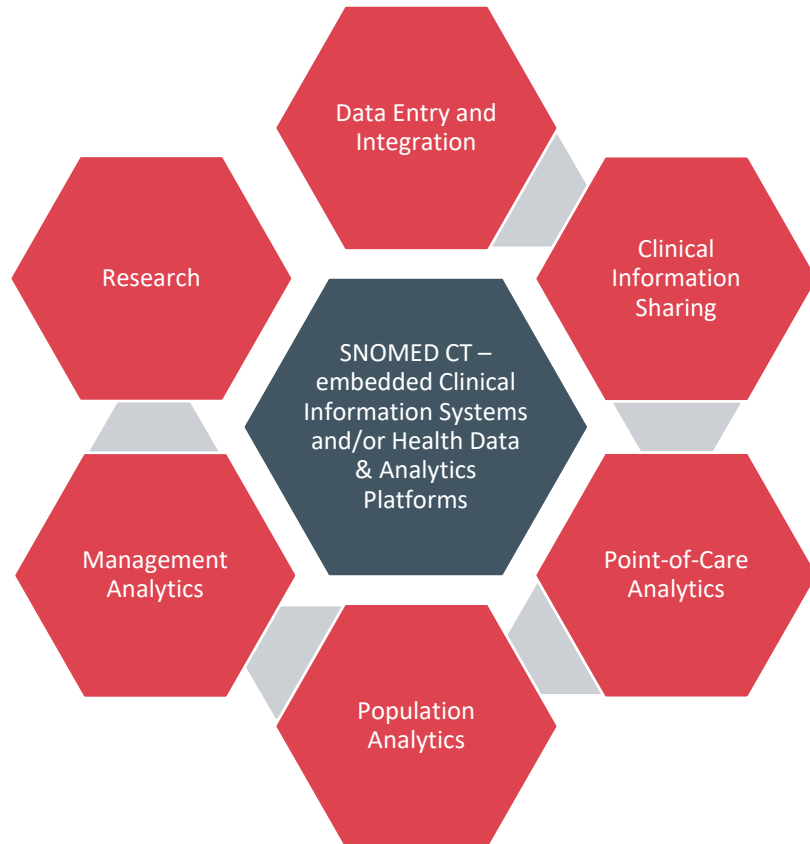 Data Entry and
Integration
Clinical
Information
Sharing
Point-of-Care
Analytics
Population
Analytics
Management
Analytics
Research
SNOMED CT –
embedded Clinical
Information Systems
and/or Health Data
& Analytics
Platforms